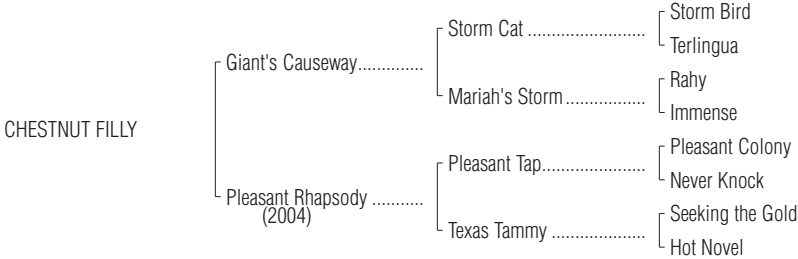 Storm Bird
Storm Cat ........................
Terlingua
Giant's Causeway..............
Rahy
Mariah's Storm.................
Immense
CHESTNUT FILLY
Pleasant Colony
Pleasant Tap......................
Never Knock
Pleasant Rhapsody ...........
(2004)
Seeking the Gold
Texas Tammy ....................
Hot Novel